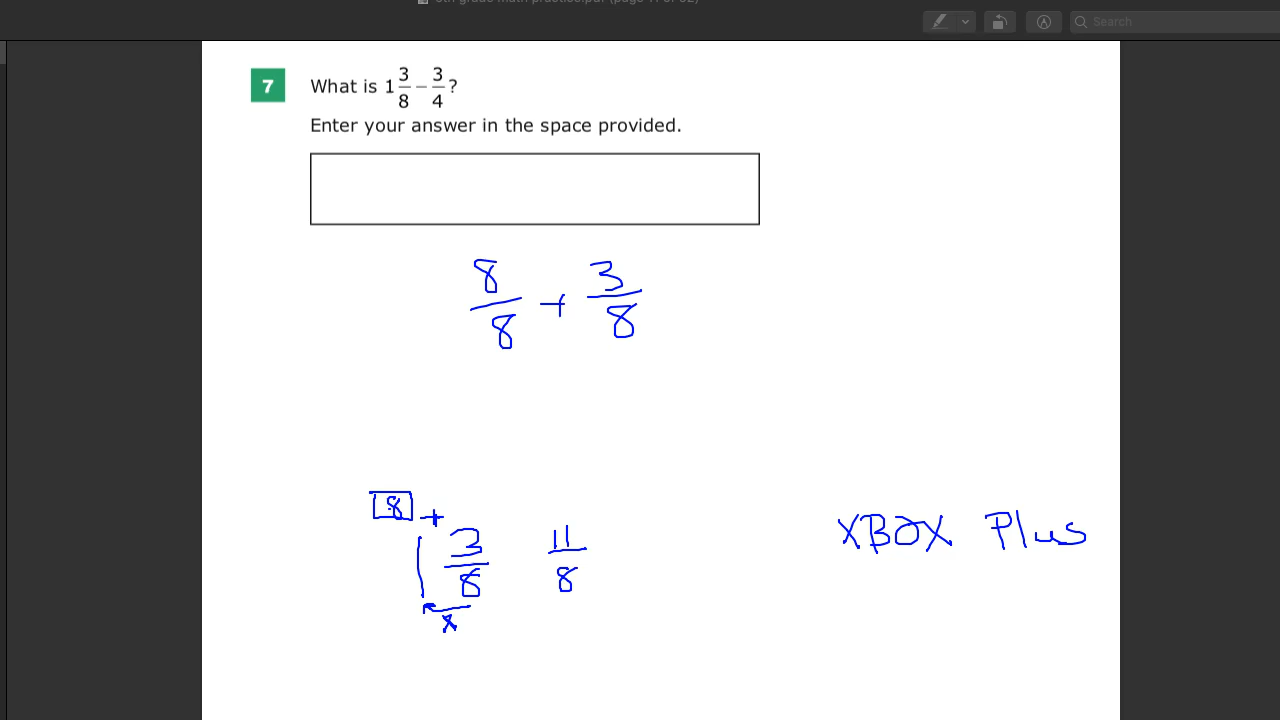 Search
7 What is 1 3/8 − 3/4?
Enter your answer in the space provided.
8/8 + 3/8
8 +
1 3/8 11/8
x
XBOX Plus